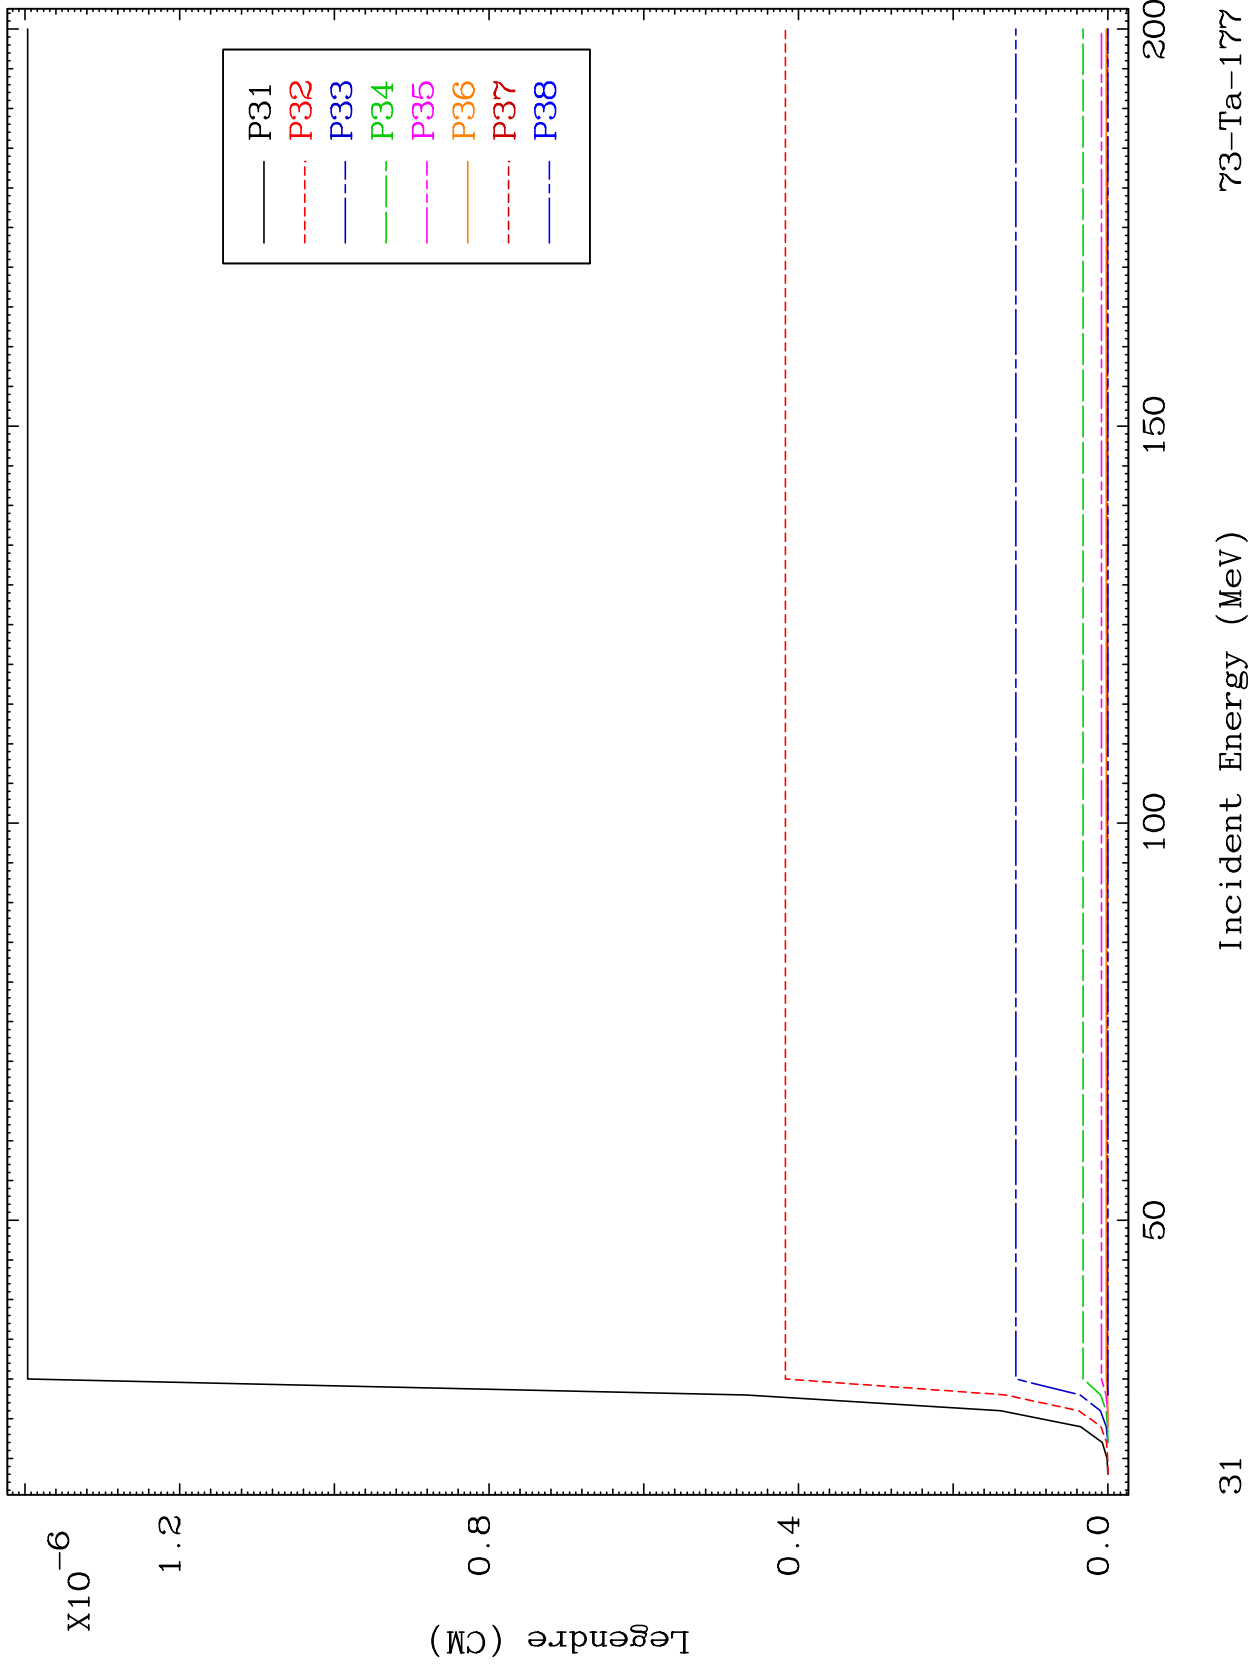 X10-6
1.2
0.8
0.4
0.0
Legendre (CM)
P31
P32
P33
P34
P35
P36
P37
P38
50
100
150
200
31
Incident Energy (MeV)
73-Ta-177